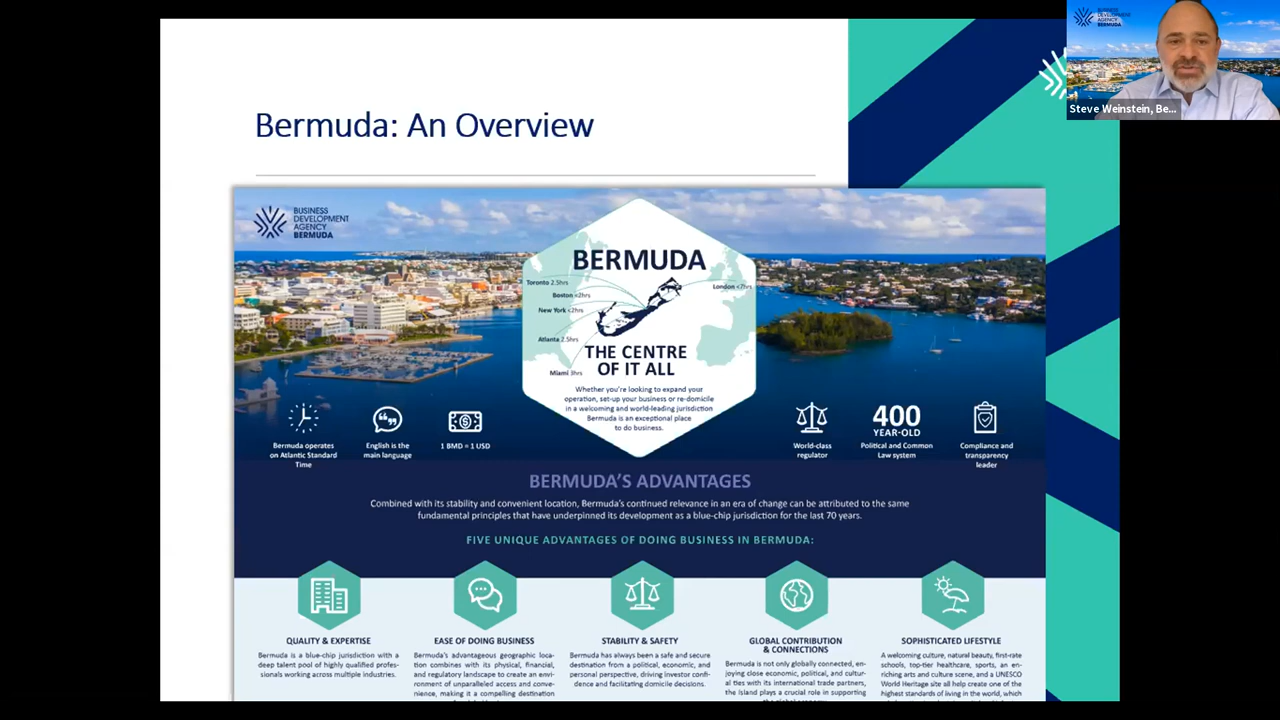 BUSINESS
DEVELOPMENT
AGENCY
BERMUDA
Steve Weinstein, Be...
Bermuda: An Overview
BUSINESS
DEVELOPMENT
AGENCY
BERMUDA
BERMUDA
Toronto 2.5hrs
London <7hrs
Boston <2hrs
New York <2hrs
Atlanta 2.5hrs
Miami 3hrs
THE CENTRE
OF IT ALL
Whether you're looking to expand your
operation, set-up your business or re-domicile
in a welcoming and world-leading jurisdiction
Bermuda is an exceptional place
to do business.
Bermuda operates
on Atlantic Standard
Time
English is the
main language
1 BMD = 1 USD
World-class
regulator
400
YEAR-OLD
Political and Common
Law system
Compliance and
transparency
leader
BERMUDA'S ADVANTAGES
Combined with its stability and convenient location, Bermuda's continued relevance in an era of change can be attributed to the same
fundamental principles that have underpinned its development as a blue-chip jurisdiction for the last 70 years.
FIVE UNIQUE ADVANTAGES OF DOING BUSINESS IN BERMUDA:
QUALITY & EXPERTISE
Bermuda is a blue-chip jurisdiction with a
deep talent pool of highly qualified profes-
sionals working across multiple industries.
EASE OF DOING BUSINESS
Bermuda's advantageous geographic loca-
tion combines with its physical, financial,
and regulatory landscape to create an envi-
ronment of unparalleled access and conve-
nience, making it a compelling destination
STABILITY & SAFETY
Bermuda has always been a safe and secure
destination from a political, economic, and
personal perspective, driving investor confi-
dence and facilitating domicile decisions.
GLOBAL CONTRIBUTION
& CONNECTIONS
Bermuda is not only globally connected, en-
joying close economic, political, and cultur-
al ties with its international trade partners,
the island plays a crucial role in supporting
SOPHISTICATED LIFESTYLE
A welcoming culture, natural beauty, first-rate
schools, top-tier healthcare, sports, an en-
riching arts and culture scene, and a UNESCO
World Heritage site all help create one of the
highest standards of living in the world, which